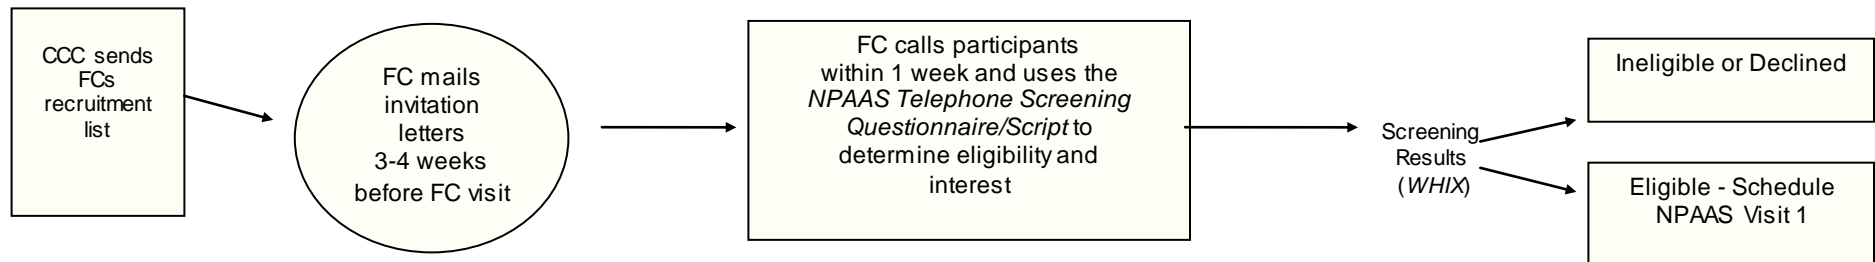 CCC sends
FCs
recruitment
list
FC mails
invitation
letters
3-4 weeks
before FC visit
FC calls participants
within 1 week and uses the
NPAAS Telephone Screening
Questionnaire/Script to
determine eligibility and
interest
Screening
Results
(WHIX)
Ineligible or Declined
Eligible - Schedule
NPAAS Visit 1